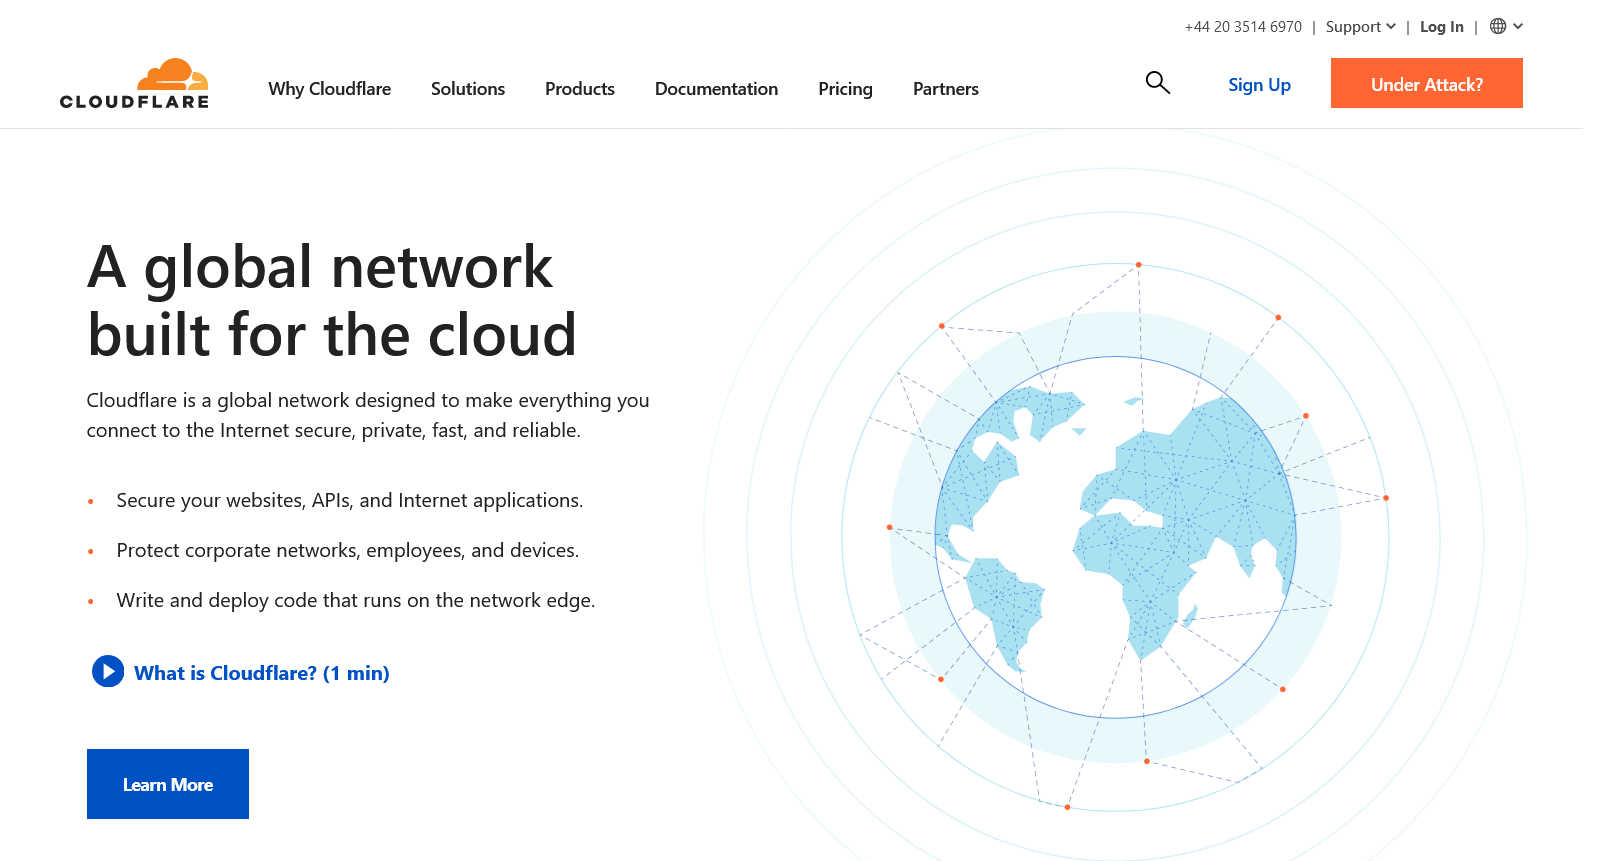 +44 20 3514 6970 | Support | Log In |
CLOUDFLARE
Why Cloudflare Solutions Products Documentation Pricing Partners Sign Up Under Attack?
A global network
built for the cloud
Cloudflare is a global network designed to make everything you
connect to the Internet secure, private, fast, and reliable.
• Secure your websites, APIs, and Internet applications.
• Protect corporate networks, employees, and devices.
• Write and deploy code that runs on the network edge.
What is Cloudflare? (1 min)
Learn More